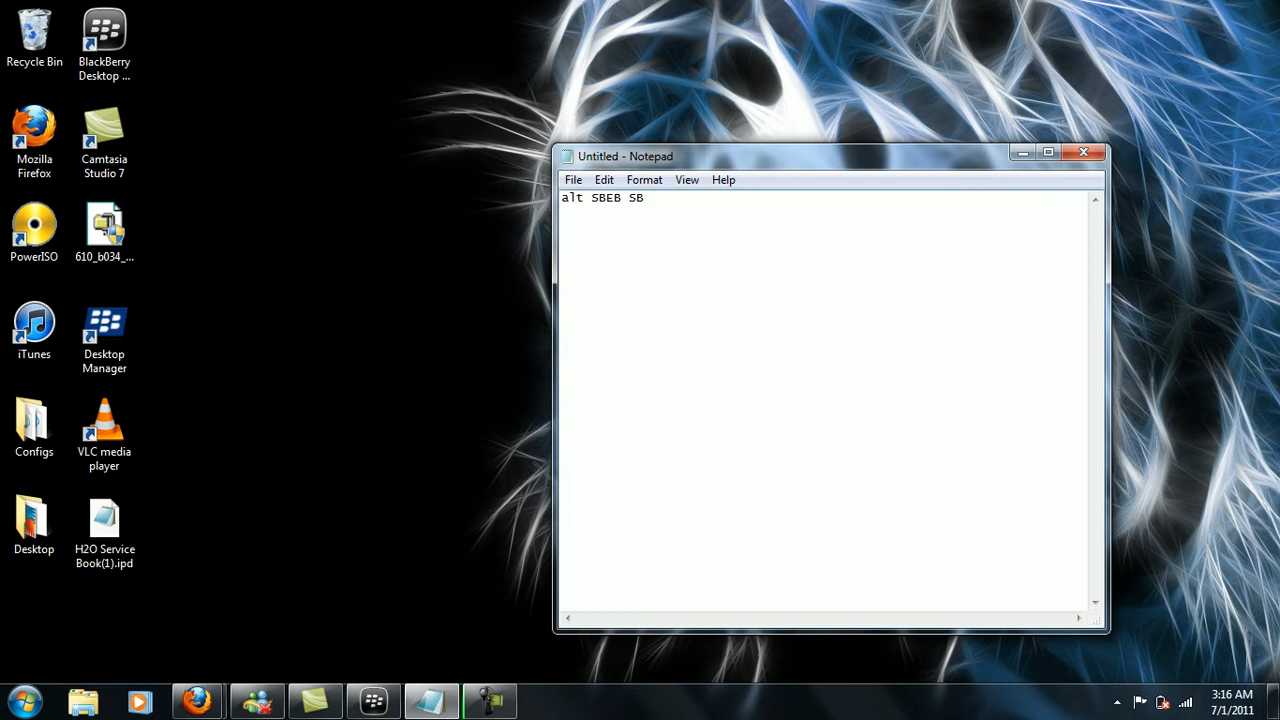 Recycle Bin
BlackBerry
Desktop ...
Mozilla
Firefox
Camtasia
Studio 7
PowerISO
610_b034_...
iTunes
Desktop
Manager
Configs
VLC media
player
Desktop
H2O Service
Book(1).ipd
Untitled - Notepad
File Edit Format View Help
alt SBEB SB
3:16 AM
7/1/2011